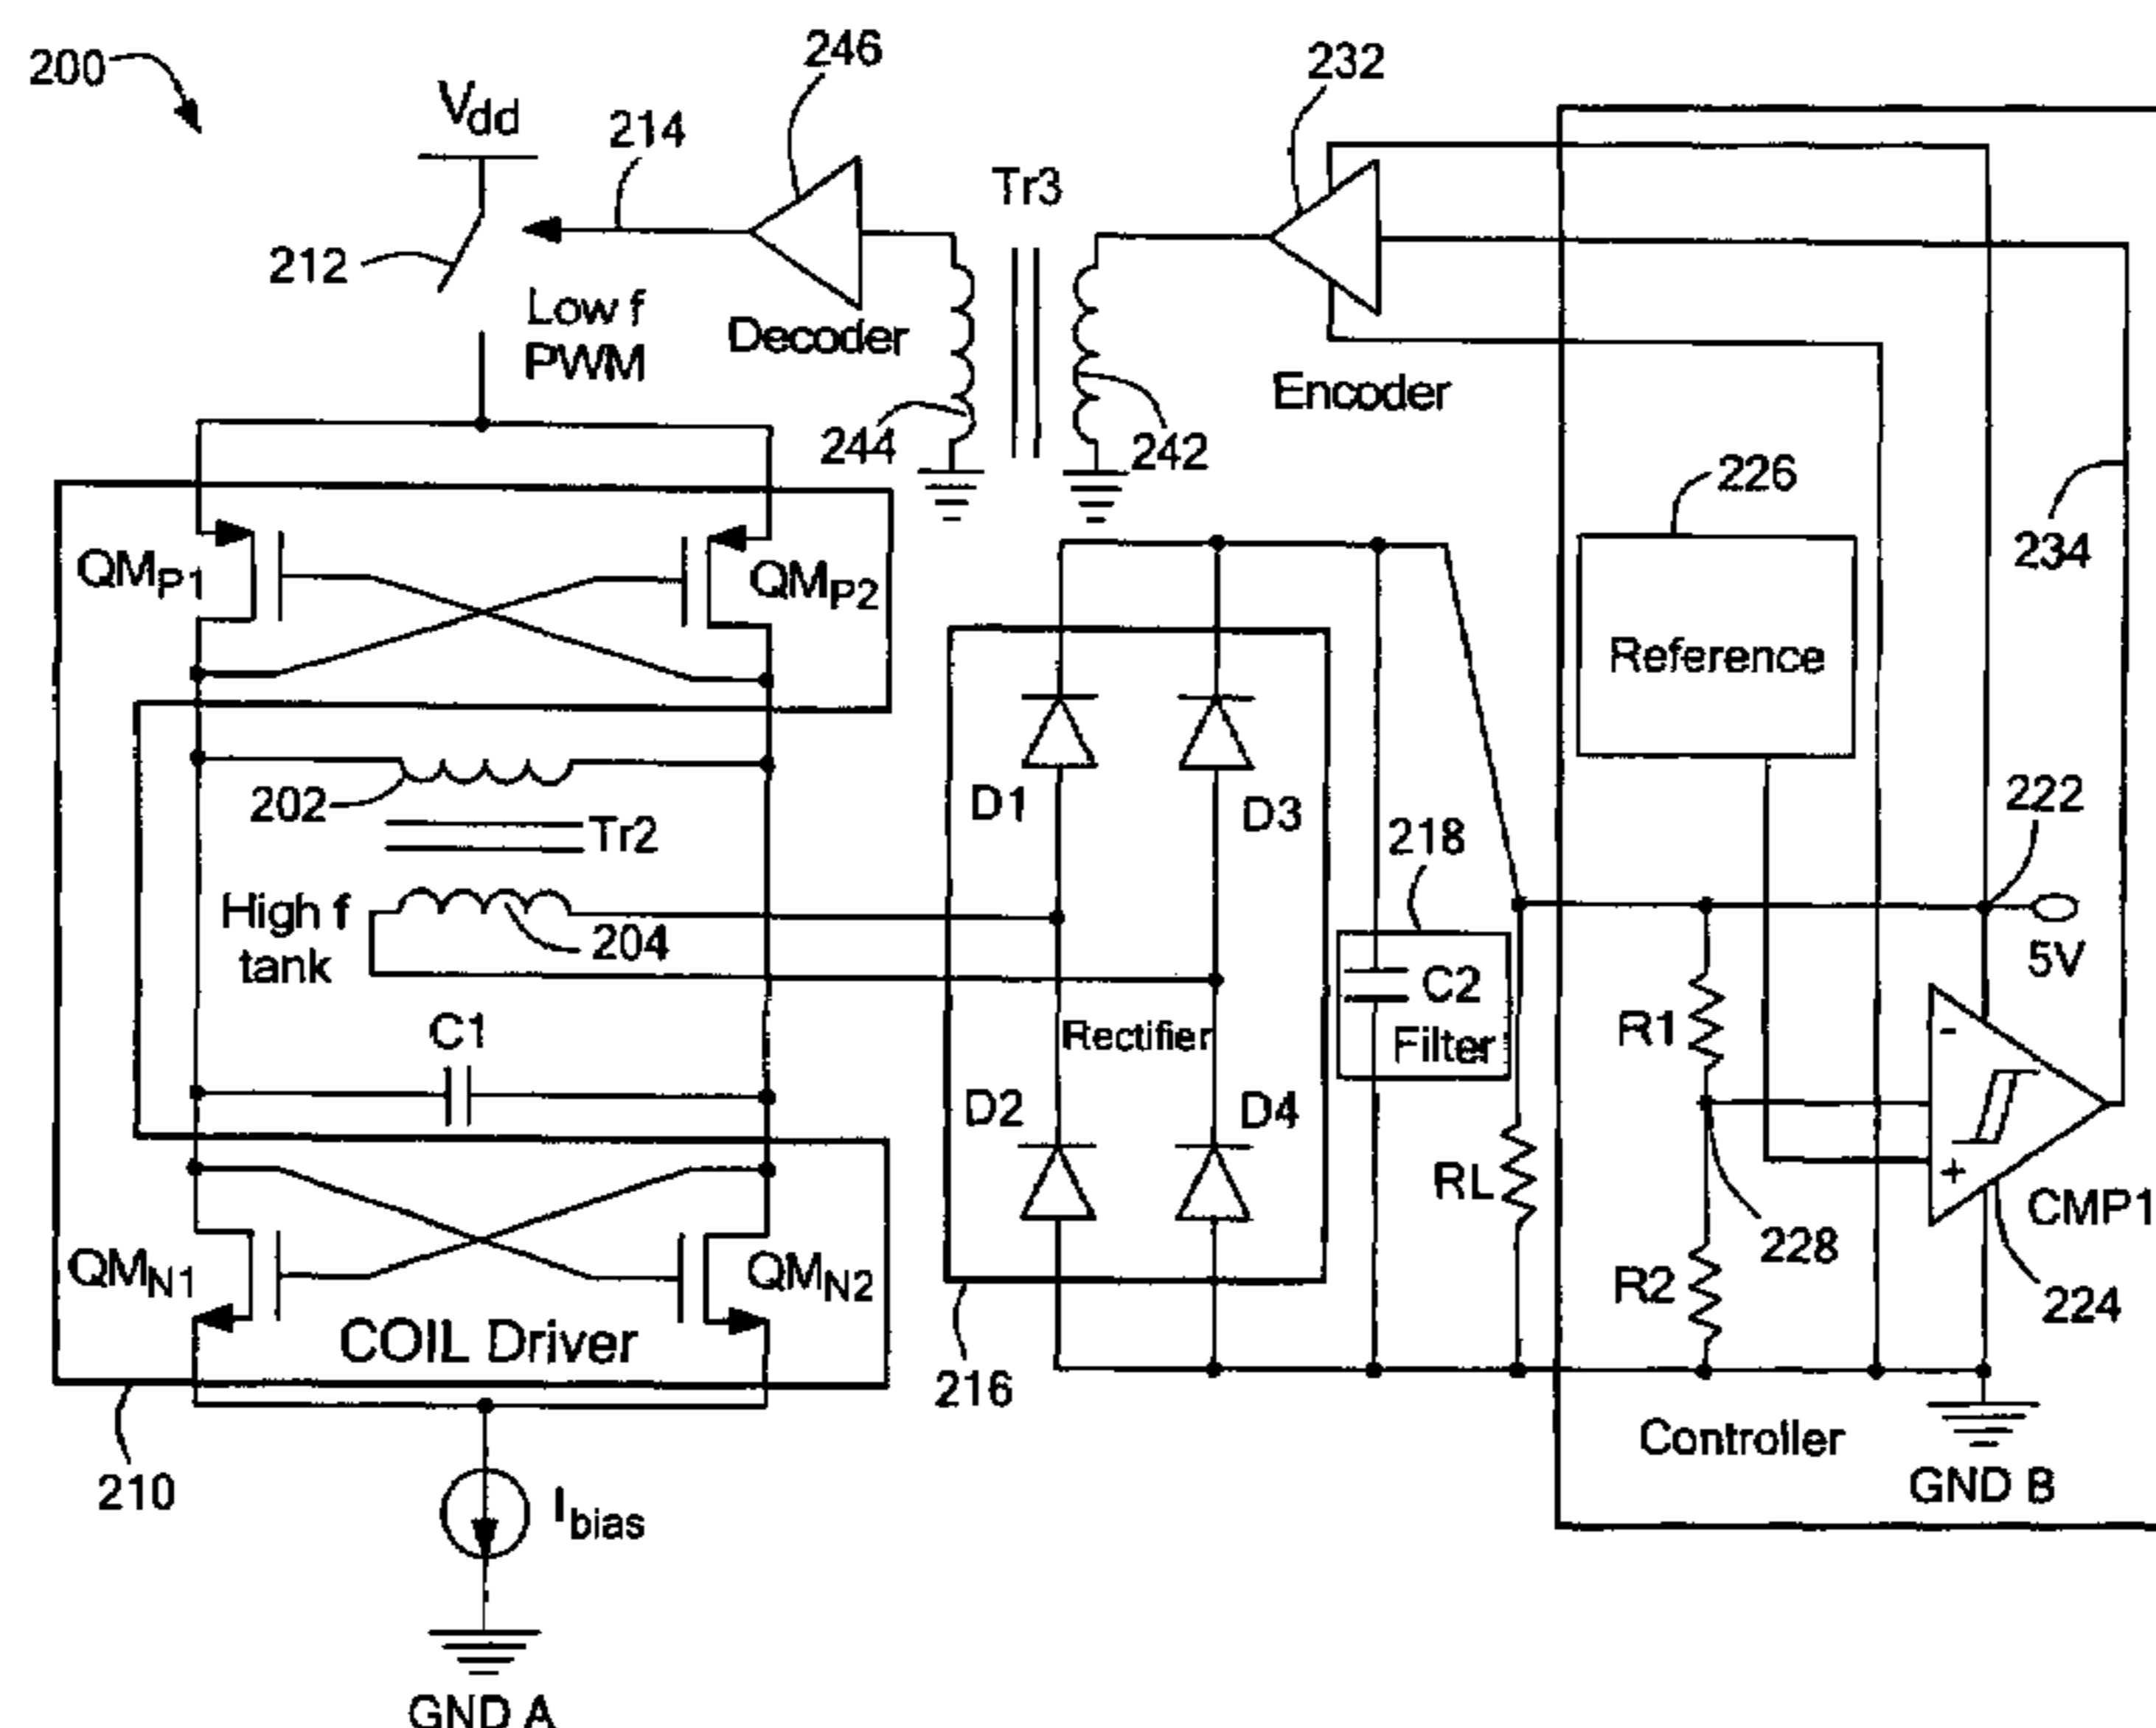 200
246
232
Vdd
214
Tr3
212
Low f
PWM
Decoder
Encoder
244
242
226
234
QMP1
QMP2
Reference
202
Tr2
D1
D3
218
222
High f
tank
204
5V
C2
Filter
Rectifier
R1
C1
D2
D4
-
+
RL
CMP1
228
QMN1
QMN2
R2
224
COIL Driver
216
Controller
210
GND B
Ibias
GND A